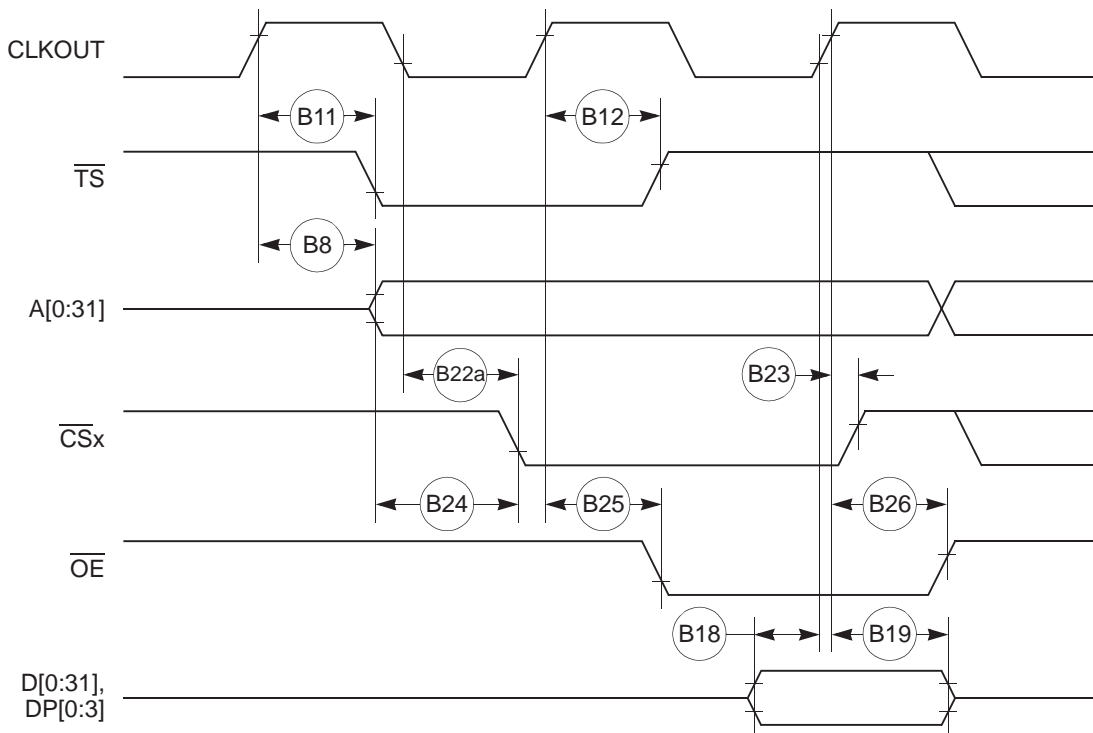 CLKOUT
B11
B12
TS
B8
A[0:31]
B22a
B23
CSx
B24
B25
B26
OE
B18
B19
D[0:31],
DP[0:3]